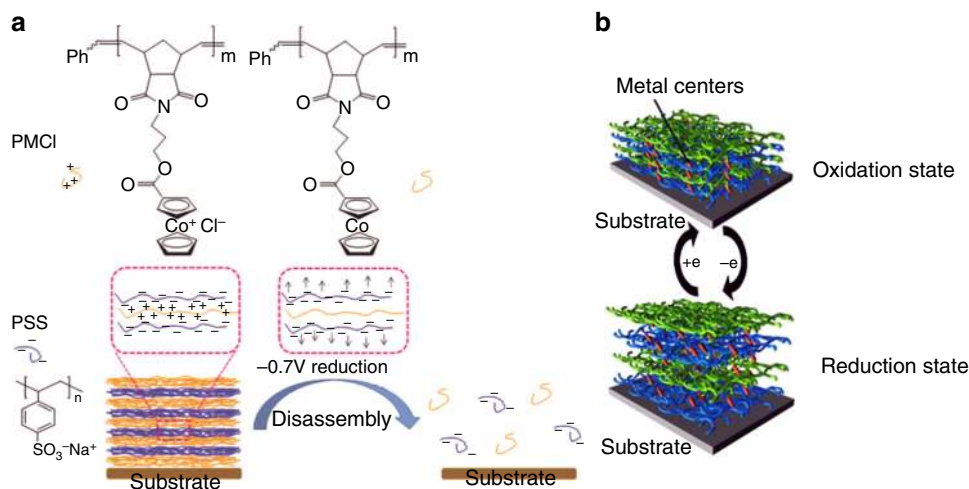 a
b
Ph
m
Ph
m
O
N
O
O
N
O
PMCl
+
+
+
O
O
Co⁺ Cl⁻
O
O
Co
Metal centers
Oxidation state
Substrate
+e
−e
Reduction state
Substrate
PSS
−
−
−
n
SO₃⁻Na⁺
−0.7V reduction
Disassembly
Substrate
Substrate